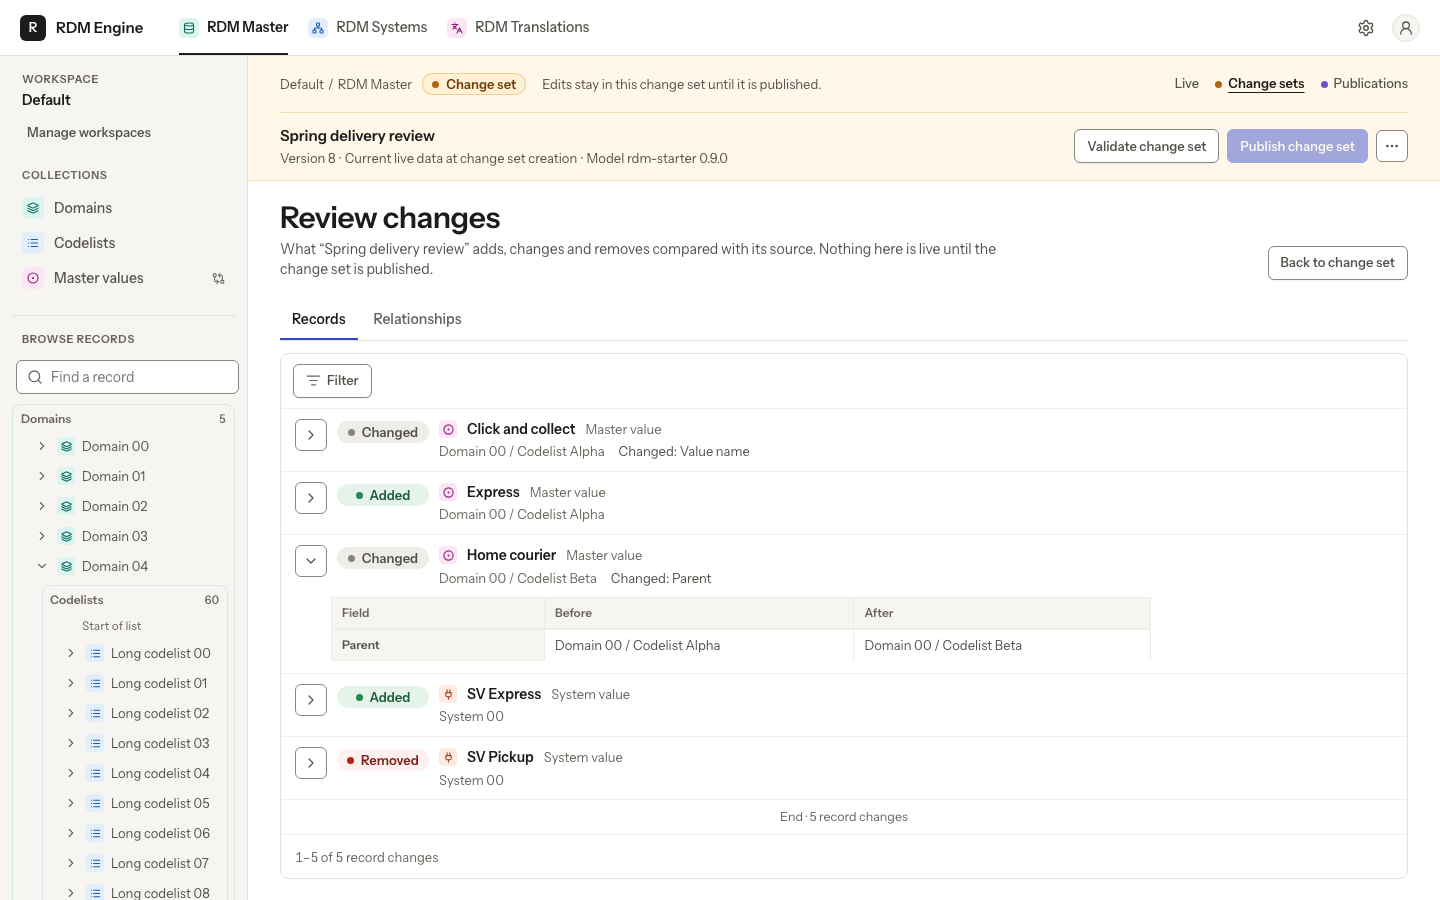 R RDM Engine RDM Master RDM Systems RDM Translations
WORKSPACE
Default
Manage workspaces
COLLECTIONS
Domains
Codelists
Master values
BROWSE RECORDS
Find a record
Domains 5
Domain 00
Domain 01
Domain 02
Domain 03
Domain 04
Codelists 60
Start of list
Long codelist 00
Long codelist 01
Long codelist 02
Long codelist 03
Long codelist 04
Long codelist 05
Long codelist 06
Long codelist 07
Long codelist 08
Default / RDM Master Change set Edits stay in this change set until it is published. Live Change sets Publications
Spring delivery review
Version 8 · Current live data at change set creation · Model rdm-starter 0.9.0
Validate change set Publish change set
Review changes
What “Spring delivery review” adds, changes and removes compared with its source. Nothing here is live until the
change set is published.
Back to change set
Records Relationships
Filter
Changed Click and collect Master value
Domain 00 / Codelist Alpha Changed: Value name
Added Express Master value
Domain 00 / Codelist Alpha
Changed Home courier Master value
Domain 00 / Codelist Beta Changed: Parent
Field Before After
Parent Domain 00 / Codelist Alpha Domain 00 / Codelist Beta
Added SV Express System value
System 00
Removed SV Pickup System value
System 00
End · 5 record changes
1–5 of 5 record changes